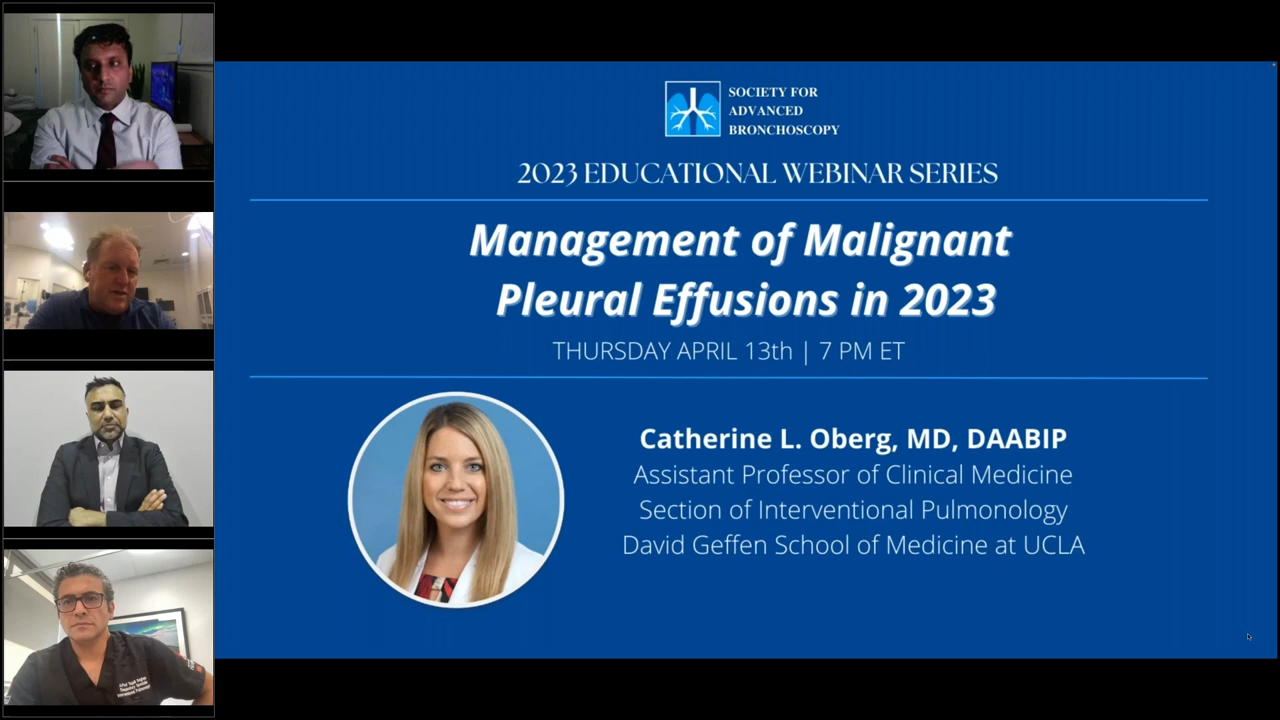 SOCIETY FOR
ADVANCED
BRONCHOSCOPY
2023 EDUCATIONAL WEBINAR SERIES
Management of Malignant
Pleural Effusions in 2023
THURSDAY APRIL 13th | 7 PM ET
Catherine L. Oberg, MD, DAABIP
Assistant Professor of Clinical Medicine
Section of Interventional Pulmonology
David Geffen School of Medicine at UCLA